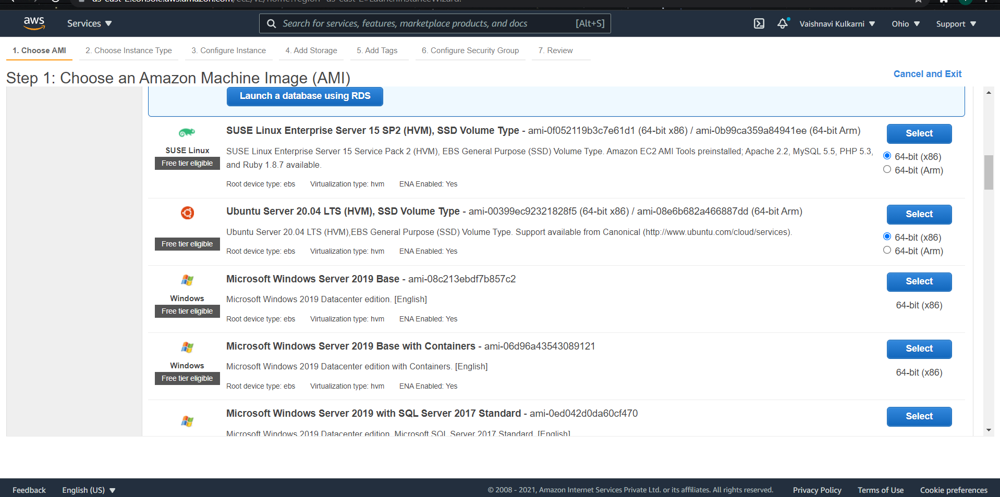 us-east-2.console.aws.amazon.com/ec2/v2/home?region=us-east-2#LaunchInstanceWizard:
aws
Services
Search for services, features, marketplace products, and docs
[Alt+S]
Vaishnavi Kulkarni
Ohio
Support
1. Choose AMI
2. Choose Instance Type
3. Configure Instance
4. Add Storage
5. Add Tags
6. Configure Security Group
7. Review
Step 1: Choose an Amazon Machine Image (AMI)
Cancel and Exit
Launch a database using RDS
SUSE Linux
Free tier eligible
SUSE Linux Enterprise Server 15 SP2 (HVM), SSD Volume Type - ami-0f052119b3c7e61d1 (64-bit x86) / ami-0b99ca359a84941ee (64-bit Arm)
SUSE Linux Enterprise Server 15 Service Pack 2 (HVM), EBS General Purpose (SSD) Volume Type. Amazon EC2 AMI Tools preinstalled; Apache 2.2, MySQL 5.5, PHP 5.3,
and Ruby 1.8.7 available.
Root device type: ebs Virtualization type: hvm ENA Enabled: Yes
Select
64-bit (x86)
64-bit (Arm)
Free tier eligible
Ubuntu Server 20.04 LTS (HVM), SSD Volume Type - ami-00399ec92321828f5 (64-bit x86) / ami-08e6b682a466887dd (64-bit Arm)
Ubuntu Server 20.04 LTS (HVM),EBS General Purpose (SSD) Volume Type. Support available from Canonical (http://www.ubuntu.com/cloud/services).
Root device type: ebs Virtualization type: hvm ENA Enabled: Yes
Select
64-bit (x86)
64-bit (Arm)
Windows
Free tier eligible
Microsoft Windows Server 2019 Base - ami-08c213ebdf7b857c2
Microsoft Windows 2019 Datacenter edition. [English]
Root device type: ebs Virtualization type: hvm ENA Enabled: Yes
Select
64-bit (x86)
Windows
Free tier eligible
Microsoft Windows Server 2019 Base with Containers - ami-06d96a43543089121
Microsoft Windows 2019 Datacenter edition with Containers. [English]
Root device type: ebs Virtualization type: hvm ENA Enabled: Yes
Select
64-bit (x86)
Microsoft Windows Server 2019 with SQL Server 2017 Standard - ami-0ed042d0da60cf470
Microsoft Windows 2019 Datacenter edition. Microsoft SQL Server 2017 Standard. [English]
Select
Feedback
English (US)
© 2008 - 2021, Amazon Internet Services Private Ltd. or its affiliates. All rights reserved.
Privacy Policy
Terms of Use
Cookie preferences